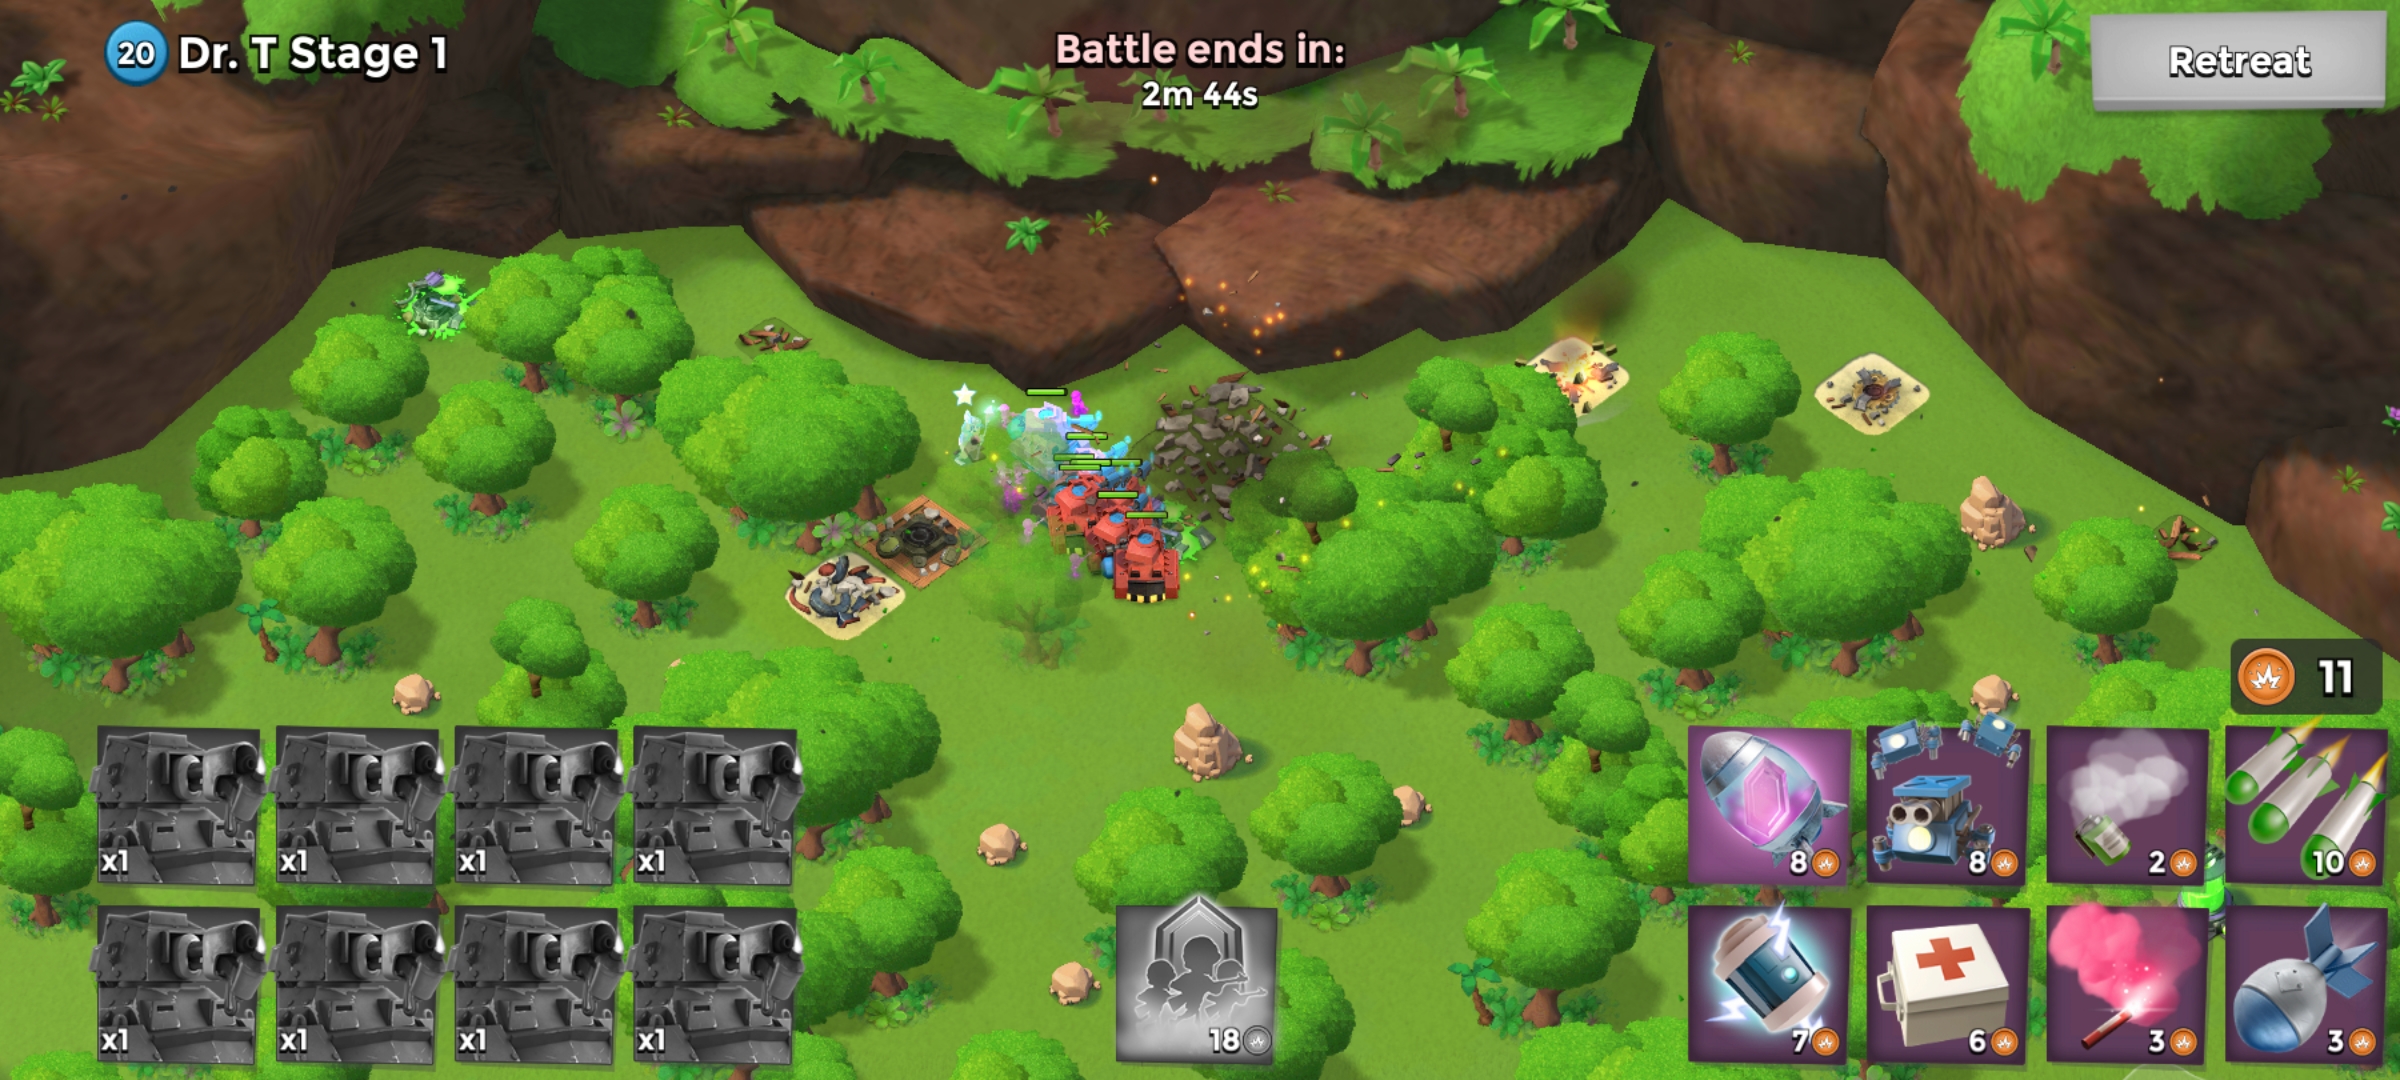 20 Dr. T Stage 1
Battle ends in:
2m 44s
Retreat
11
x1 x1 x1 x1
8 8 2 10
x1 x1 x1 x1
18
7 6 3 3